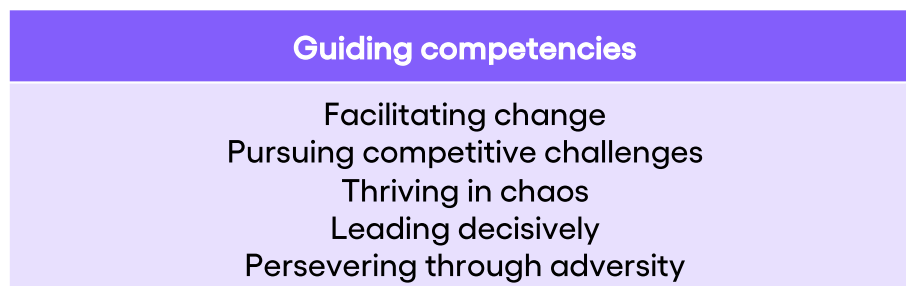 Guiding competencies
Facilitating change
Pursuing competitive challenges
Thriving in chaos
Leading decisively
Persevering through adversity